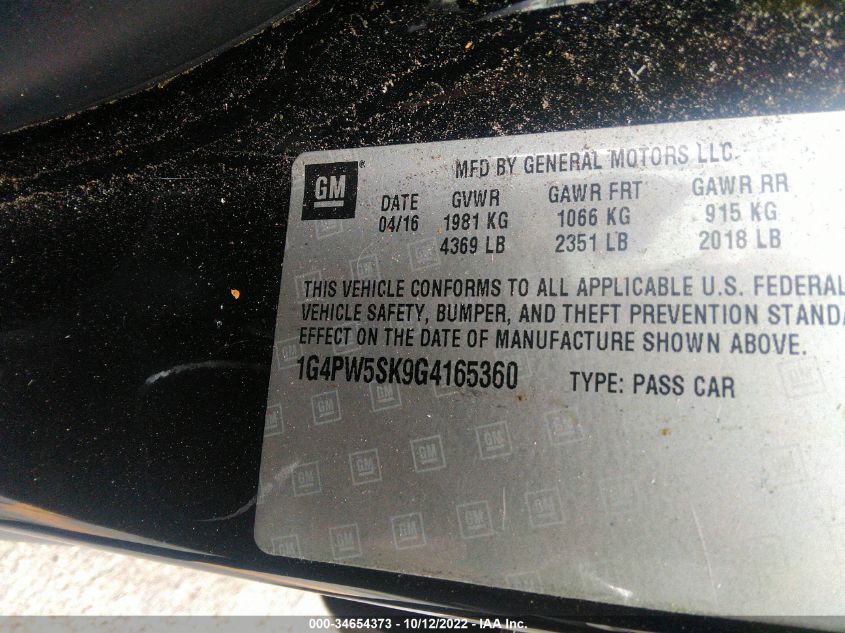 GM
MFD BY GENERAL MOTORS LLC
DATE GVWR GAWR FRT GAWR RR
04/16 1981 KG 1066 KG 915 KG
4369 LB 2351 LB 2018 LB
THIS VEHICLE CONFORMS TO ALL APPLICABLE U.S. FEDERAL
VEHICLE SAFETY, BUMPER, AND THEFT PREVENTION STANDA
EFFECT ON THE DATE OF MANUFACTURE SHOWN ABOVE.
1G4PW5SK9G4165360 TYPE: PASS CAR
00-34654373 - 10/12/2022 - COPYRIGHT IAA, Inc.